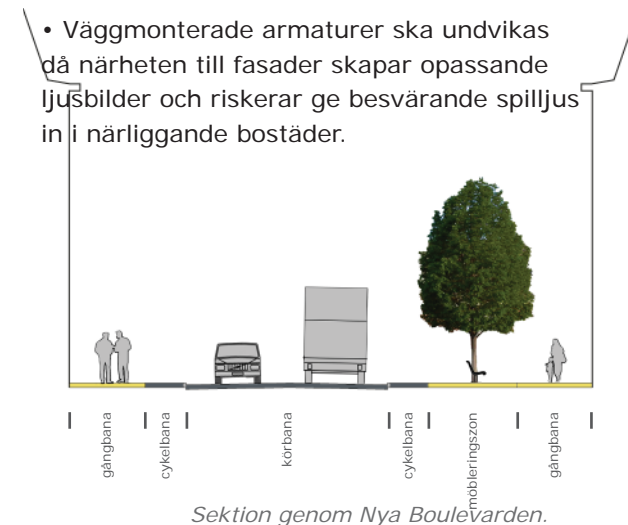 • Väggmonterade armaturer ska undvikas
då närheten till fasader skapar opassande
ljusbilder och riskerar ge besvärande spilljus
in i närliggande bostäder.
gångbana
cykelbana
körbana
cykelbana
möbleringszon
gångbana
Sektion genom Nya Boulevarden.